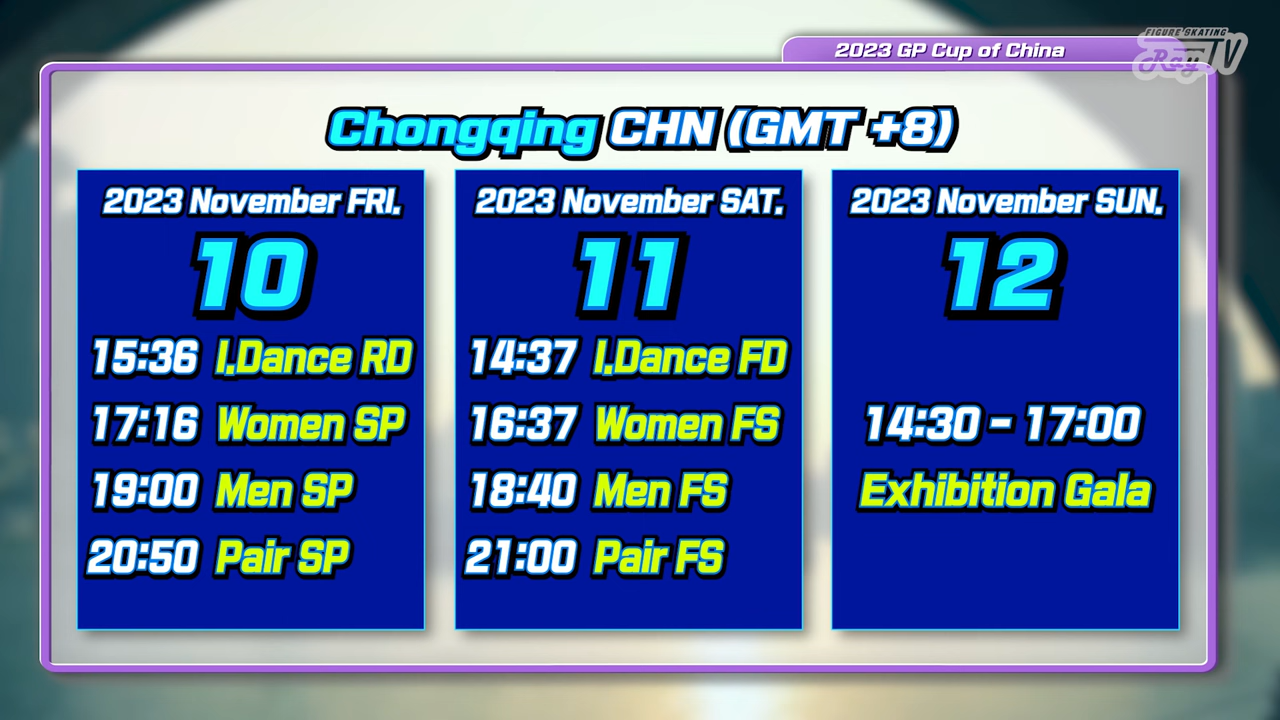 2023 GP Cup of China
FIGURE SKATING
Ray TV
Chongqing CHN (GMT +8)
2023 November FRI.
10
15:36 I.Dance RD
17:16 Women SP
19:00 Men SP
20:50 Pair SP
2023 November SAT.
11
14:37 I.Dance FD
16:37 Women FS
18:40 Men FS
21:00 Pair FS
2023 November SUN.
12
14:30 - 17:00
Exhibition Gala